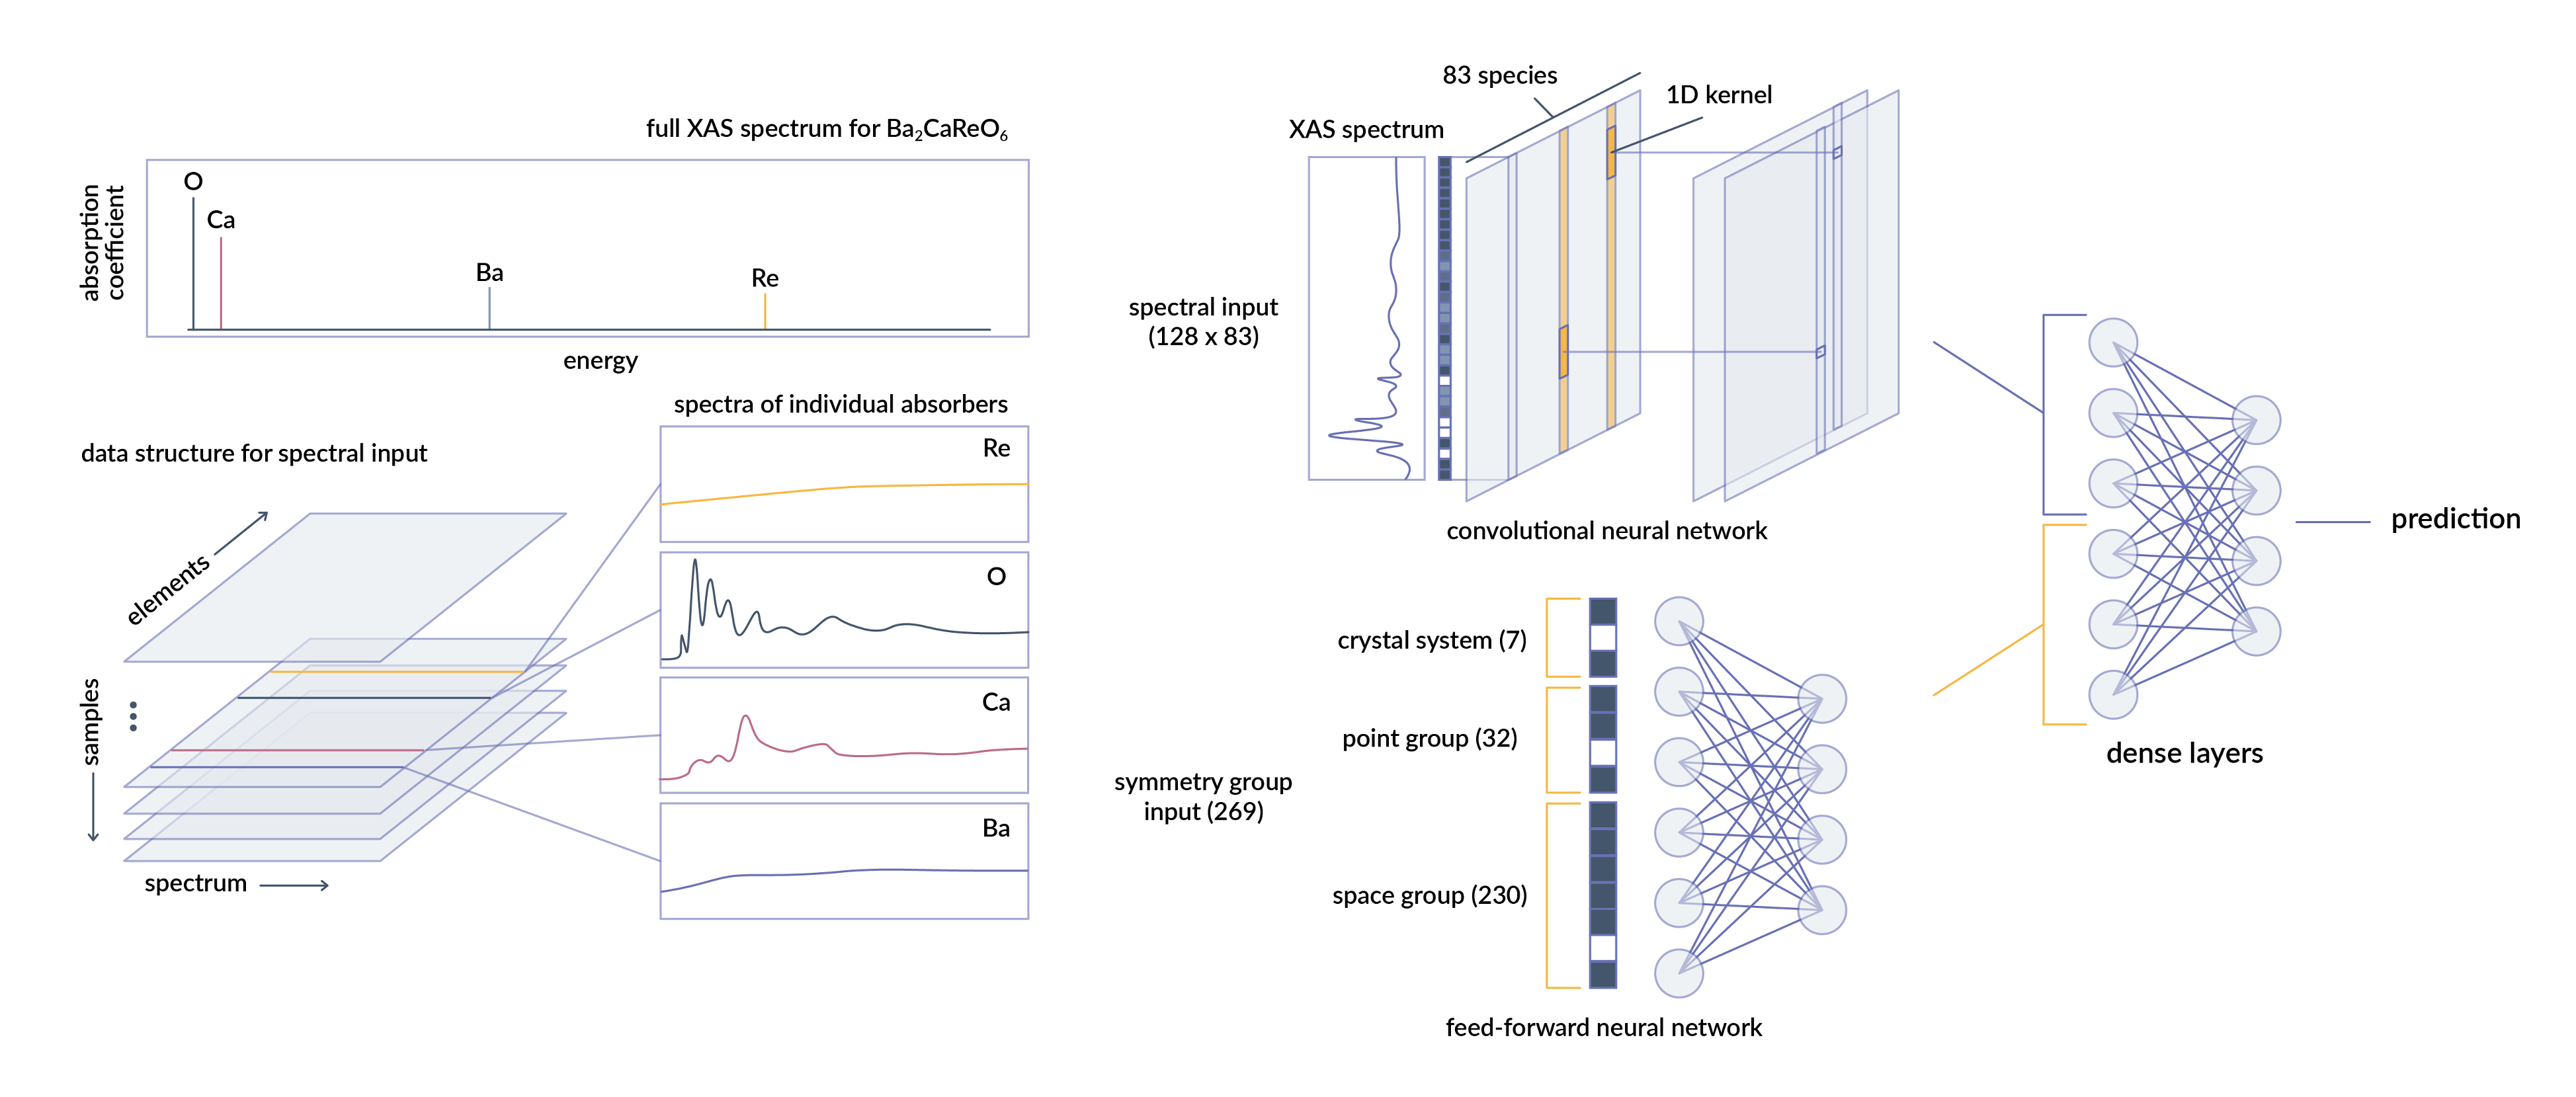 full XAS spectrum for Ba₂CaReO₆
absorption
coefficient
O
Ca
Ba
Re
energy
data structure for spectral input
elements
samples
spectrum
spectra of individual absorbers
Re
O
Ca
Ba
83 species
1D kernel
XAS spectrum
spectral input
(128 x 83)
convolutional neural network
crystal system (7)
point group (32)
symmetry group
input (269)
space group (230)
feed-forward neural network
dense layers
prediction